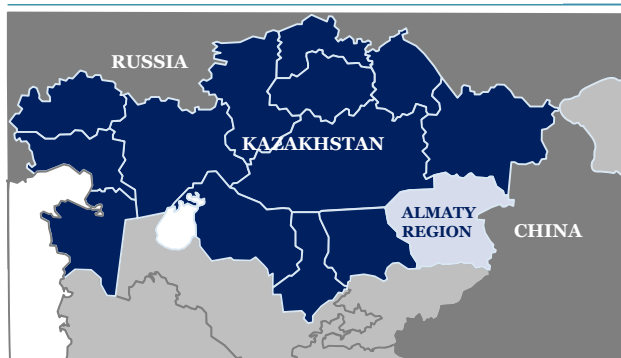 RUSSIA
KAZAKHSTAN
ALMATY
REGION
CHINA